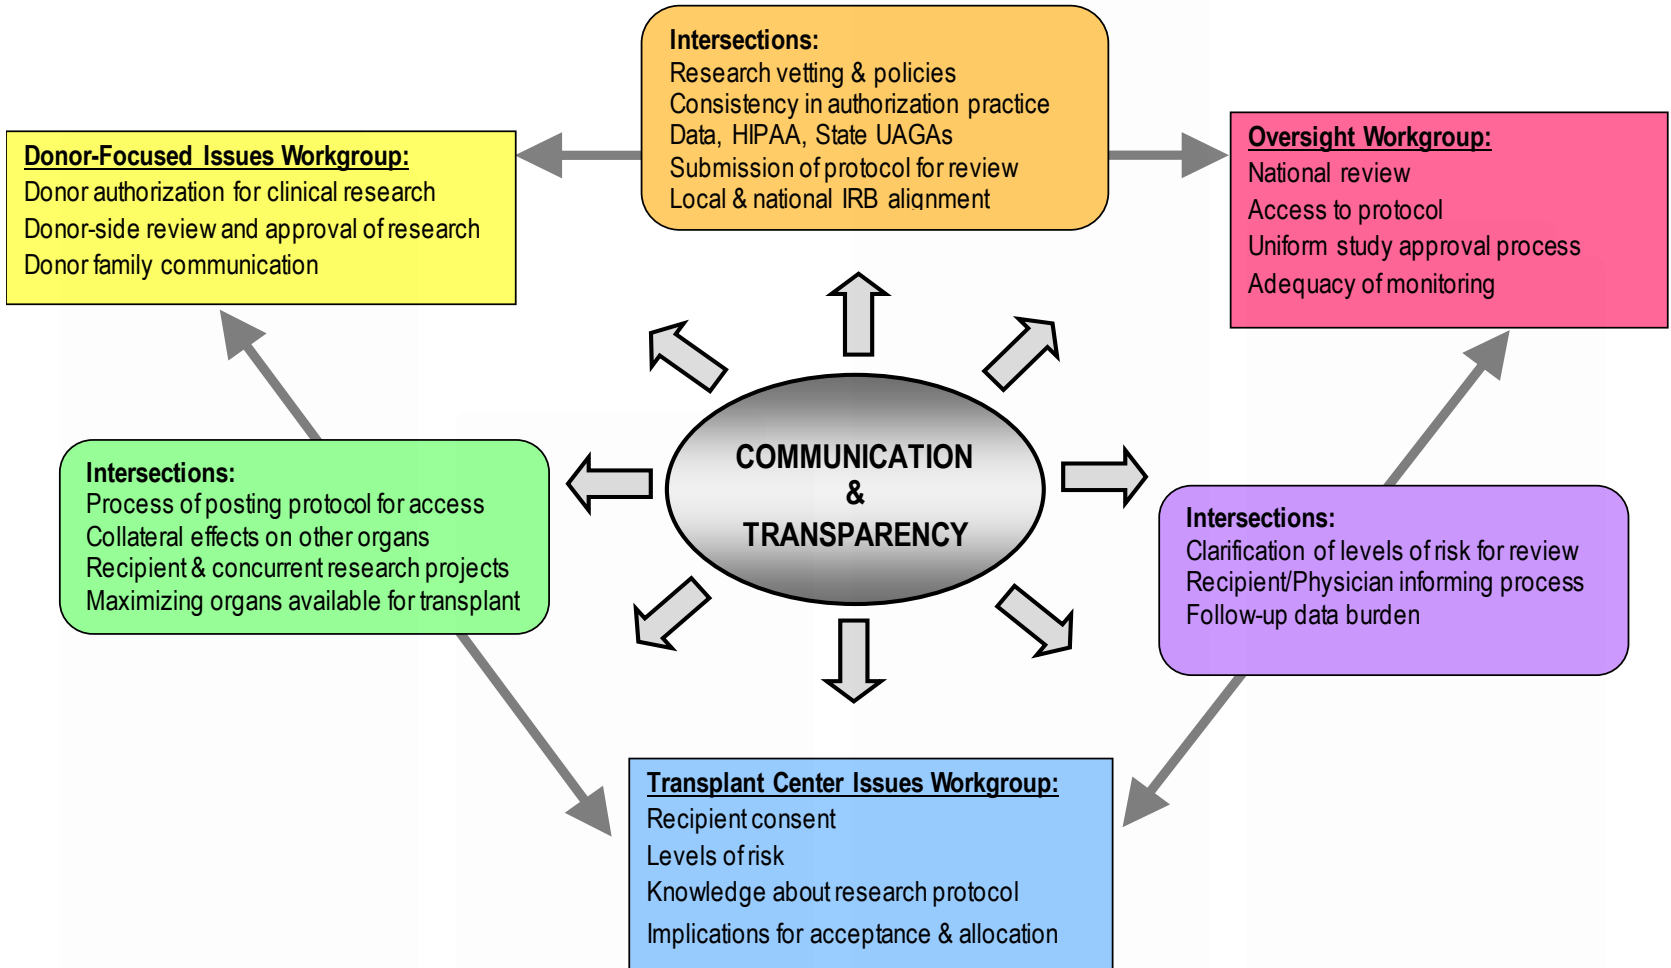 Intersections:
Research vetting & policies
Consistency in authorization practice
Data, HIPAA, State UAGAs
Submission of protocol for review
Local & national IRB alignment
Donor-Focused Issues Workgroup:
Donor authorization for clinical research
Donor-side review and approval of research
Donor family communication
Oversight Workgroup:
National review
Access to protocol
Uniform study approval process
Adequacy of monitoring
COMMUNICATION
&
TRANSPARENCY
Intersections:
Process of posting protocol for access
Collateral effects on other organs
Recipient & concurrent research projects
Maximizing organs available for transplant
Intersections:
Clarification of levels of risk for review
Recipient/Physician informing process
Follow-up data burden
Transplant Center Issues Workgroup:
Recipient consent
Levels of risk
Knowledge about research protocol
Implications for acceptance & allocation